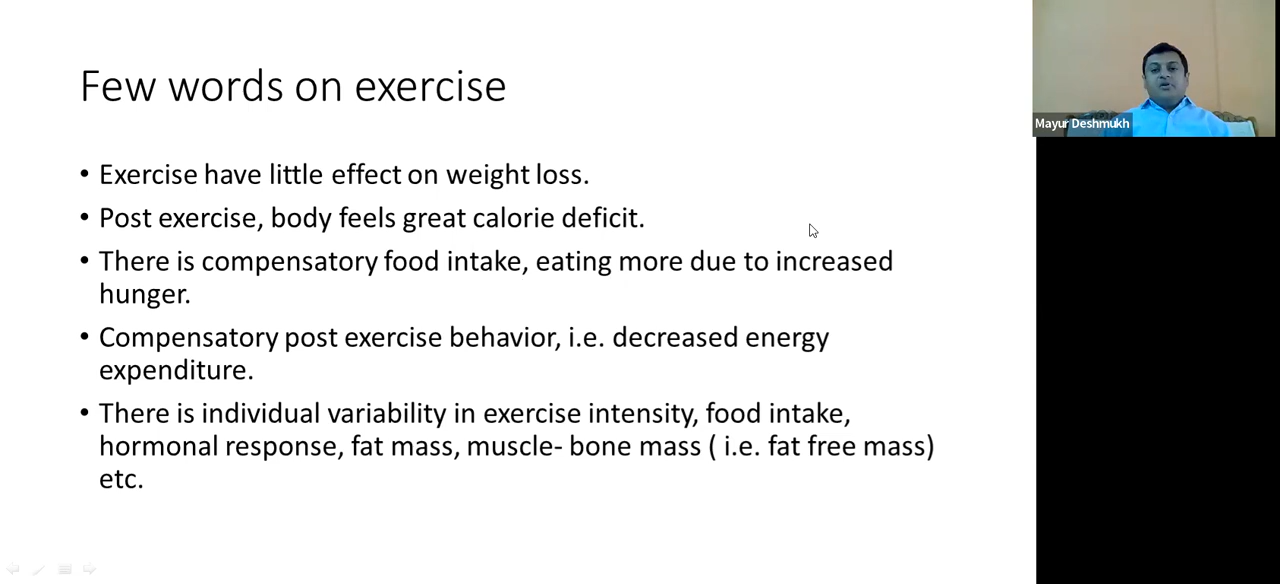 Few words on exercise
• Exercise have little effect on weight loss.
• Post exercise, body feels great calorie deficit.
• There is compensatory food intake, eating more due to increased
hunger.
• Compensatory post exercise behavior, i.e. decreased energy
expenditure.
• There is individual variability in exercise intensity, food intake,
hormonal response, fat mass, muscle- bone mass ( i.e. fat free mass)
etc.
Mayur Deshmukh